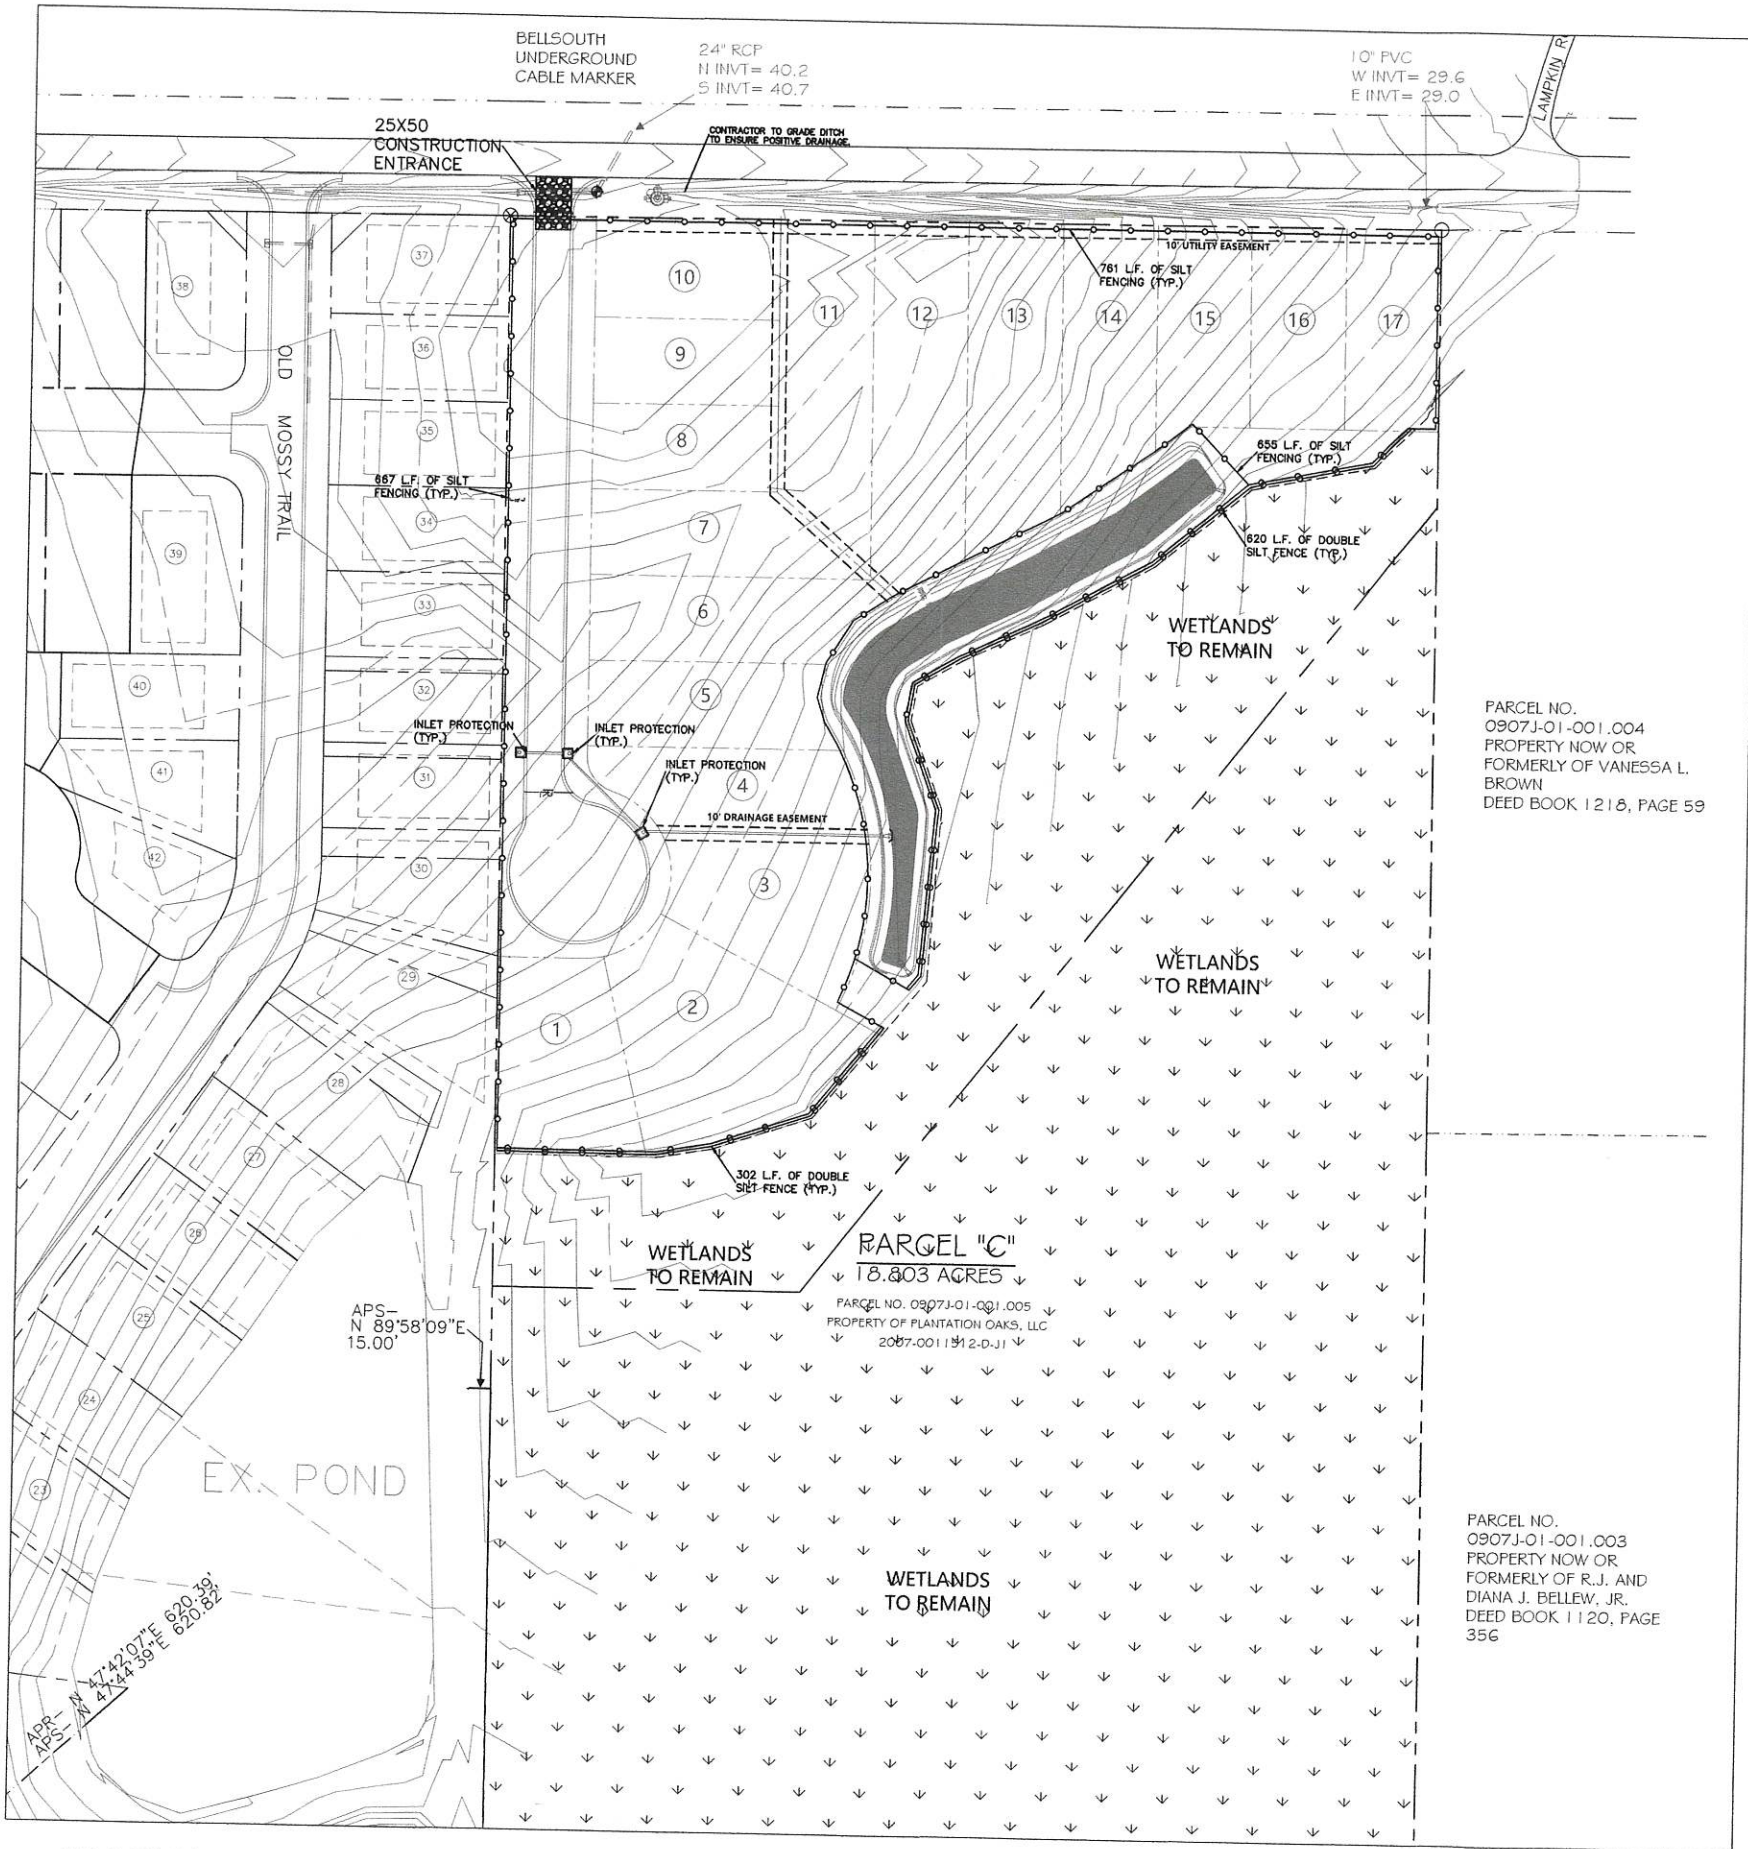 BELLSOUTH
UNDERGROUND
CABLE MARKER
24" RCP
N INVT= 40.2
S INVT= 40.7
10" PVC
W INVT= 29.6
E INVT= 29.0
LAMPKIN
25X50
CONSTRUCTION
ENTRANCE
CONTRACTOR TO GRADE DITCH
TO ENSURE POSITIVE DRAINAGE.
10' UTILITY EASEMENT
761 L.F. OF SILT
FENCING (TYP.)
38
37
10
11
12
13
14
15
16
17
36
9
OLD MOSSY TRAIL
35
8
655 L.F. OF SILT
FENCING (TYP.)
667 L.F. OF SILT
FENCING (TYP.)
34
7
39
620 L.F. OF DOUBLE
SILT FENCE (TYP.)
33
6
WETLANDS
TO REMAIN
40
32
5
INLET PROTECTION
(TYP.)
INLET PROTECTION
(TYP.)
PARCEL NO.
0907J-01-001.004
PROPERTY NOW OR
FORMERLY OF VANESSA L.
BROWN
DEED BOOK 1218, PAGE 59
41
31
INLET PROTECTION
(TYP.)
4
10' DRAINAGE EASEMENT
42
30
3
29
WETLANDS
TO REMAIN
1
2
28
27
302 L.F. OF DOUBLE
SILT FENCE (TYP.)
26
WETLANDS
TO REMAIN
PARCEL "C"
18.803 ACRES
PARCEL NO. 0907J-01-001.005
PROPERTY OF PLANTATION OAKS, LLC
2007-0011912-D-J1
25
APS-
N 89°58'09"E
15.00'
24
EX. POND
23
WETLANDS
TO REMAIN
PARCEL NO.
0907J-01-001.003
PROPERTY NOW OR
FORMERLY OF R.J. AND
DIANA J. BELLEW, JR.
DEED BOOK 1120, PAGE
356
APR- N 47°42'07"E 620.39'
APS- N 47°44'39"E 620.82'